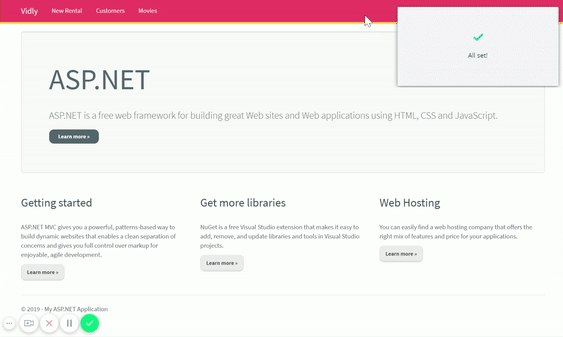 Vidly New Rental Customers Movies
All set!
ASP.NET
ASP.NET is a free web framework for building great Web sites and Web applications using HTML, CSS and JavaScript.
Learn more »
Getting started
ASP.NET MVC gives you a powerful, patterns-based way to
build dynamic websites that enables a clean separation of
concerns and gives you full control over markup for
enjoyable, agile development.
Learn more »
Get more libraries
NuGet is a free Visual Studio extension that makes it easy to
add, remove, and update libraries and tools in Visual Studio
projects.
Learn more »
Web Hosting
You can easily find a web hosting company that offers the
right mix of features and price for your applications.
Learn more »
© 2019 - My ASP.NET Application